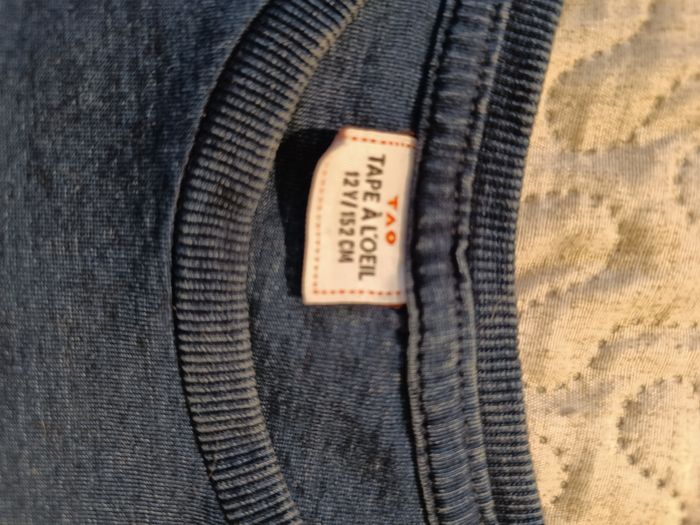 TAO
TAPE À L'OEIL
12Y/152CM